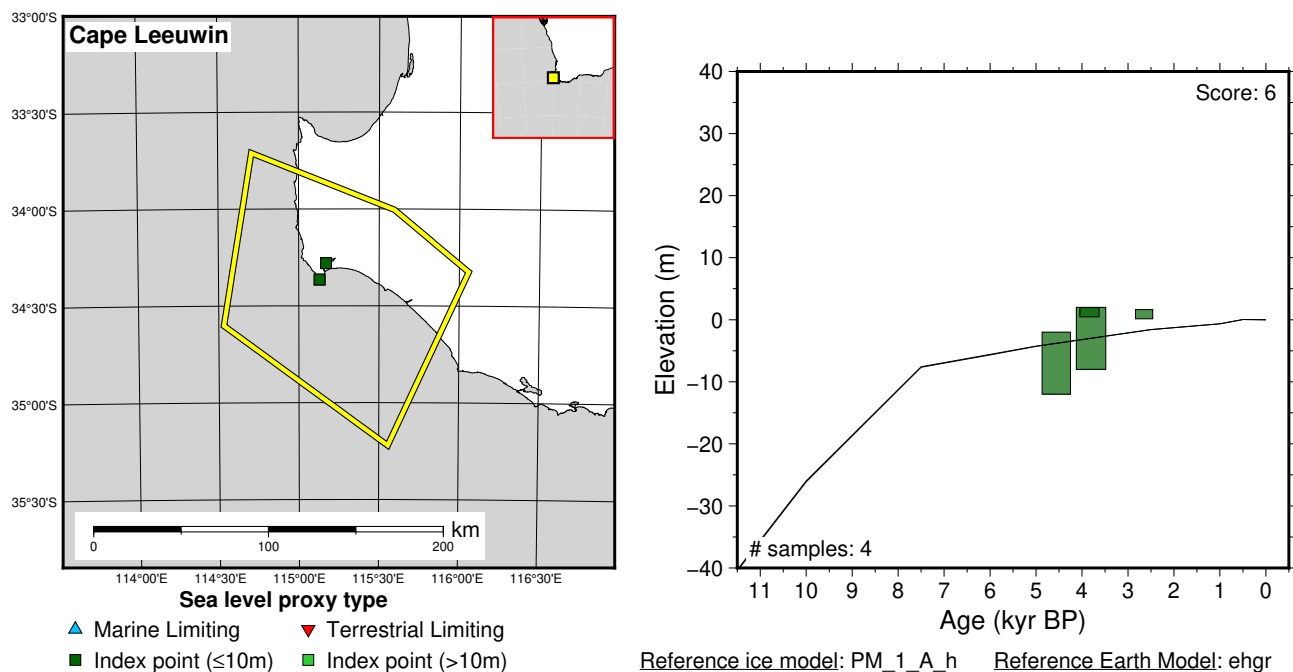 Cape Leeuwin
33°00'S
33°30'S
34°00'S
34°30'S
35°00'S
35°30'S
114°00'E
114°30'E
115°00'E
115°30'E
116°00'E
116°30'E
km
0
100
200
Sea level proxy type
Marine Limiting
Terrestrial Limiting
Index point (≤10m)
Index point (>10m)
Score: 6
Elevation (m)
40
30
20
10
0
−10
−20
−30
−40
# samples: 4
11 10 9 8 7 6 5 4 3 2 1 0
Age (kyr BP)
Reference ice model: PM_1_A_h Reference Earth Model: ehgr